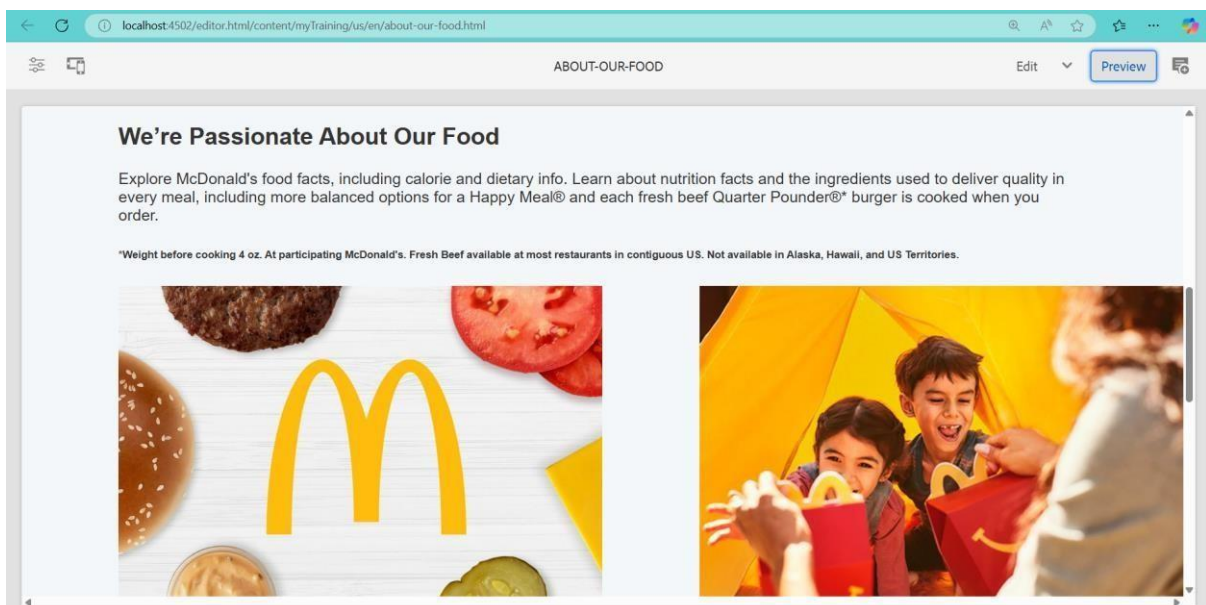 localhost:4502/editor.html/content/myTraining/us/en/about-our-food.html
ABOUT-OUR-FOOD
Edit
Preview
We’re Passionate About Our Food
Explore McDonald's food facts, including calorie and dietary info. Learn about nutrition facts and the ingredients used to deliver quality in
every meal, including more balanced options for a Happy Meal® and each fresh beef Quarter Pounder®* burger is cooked when you
order.
*Weight before cooking 4 oz. At participating McDonald's. Fresh Beef available at most restaurants in contiguous US. Not available in Alaska, Hawaii, and US Territories.